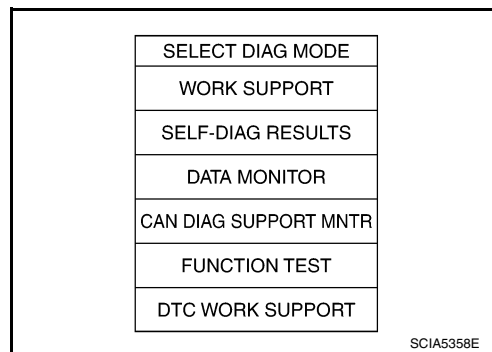 SELECT DIAG MODE
WORK SUPPORT
SELF-DIAG RESULTS
DATA MONITOR
CAN DIAG SUPPORT MNTR
FUNCTION TEST
DTC WORK SUPPORT
SCIA5358E